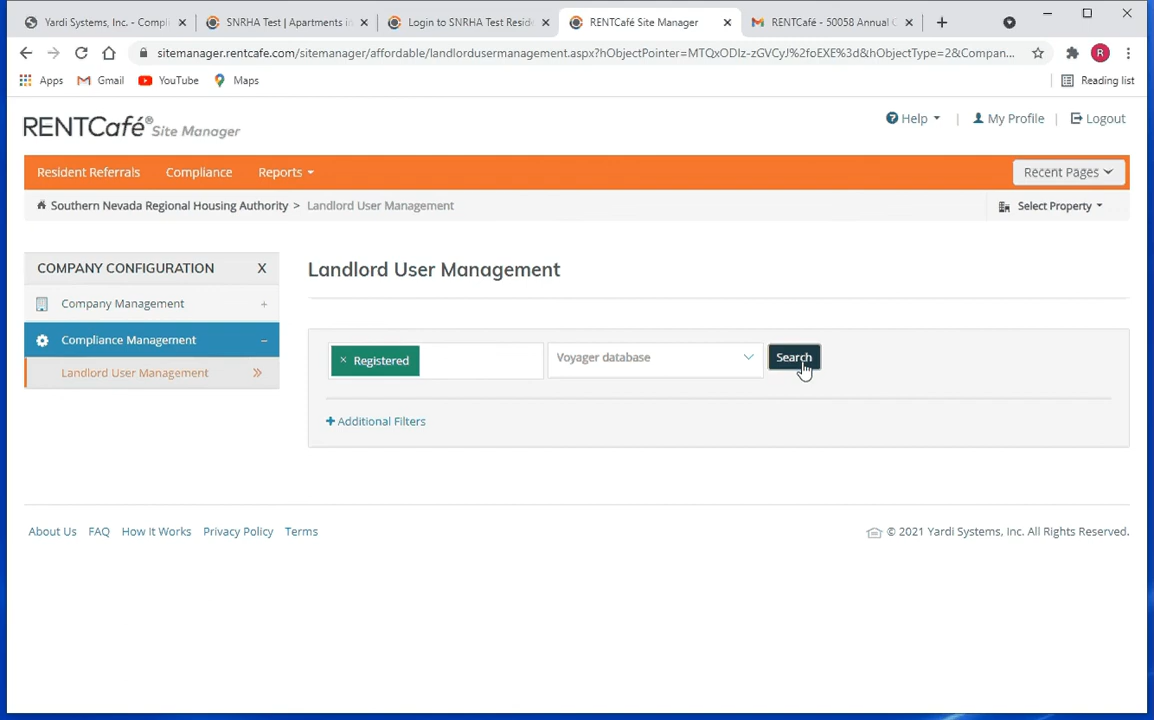 Yardi Systems, Inc. - Compli
SNRHA Test | Apartments in
Login to SNRHA Test Reside
RENTCafé Site Manager
RENTCafé - 50058 Annual C
sitemanager.rentcafe.com/sitemanager/affordable/landlordusermanagement.aspx?hObjectPointer=MTQxODIz-zGVCyJ%2foEXE%3d&hObjectType=2&Compan...
R
Apps
Gmail
YouTube
Maps
Reading list
RENTCafé® Site Manager
Help
My Profile
Logout
Resident Referrals
Compliance
Reports
Recent Pages
Southern Nevada Regional Housing Authority > Landlord User Management
Select Property
COMPANY CONFIGURATION X
Company Management +
Compliance Management –
Landlord User Management »
Landlord User Management
× Registered
Voyager database
Search
+ Additional Filters
About Us FAQ How It Works Privacy Policy Terms
© 2021 Yardi Systems, Inc. All Rights Reserved.